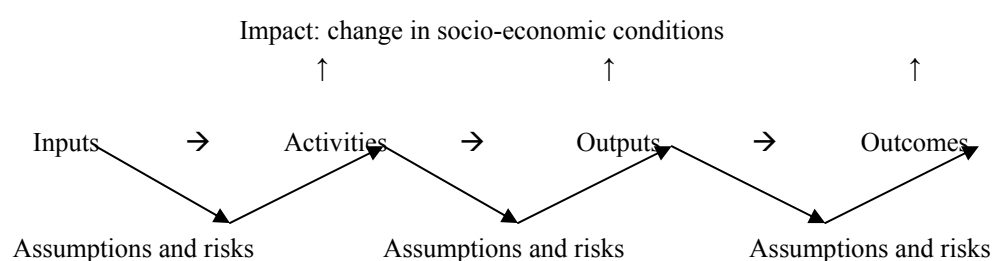 Impact: change in socio-economic conditions
↑ ↑ ↑
Inputs → Activities → Outputs → Outcomes
Assumptions and risks Assumptions and risks Assumptions and risks